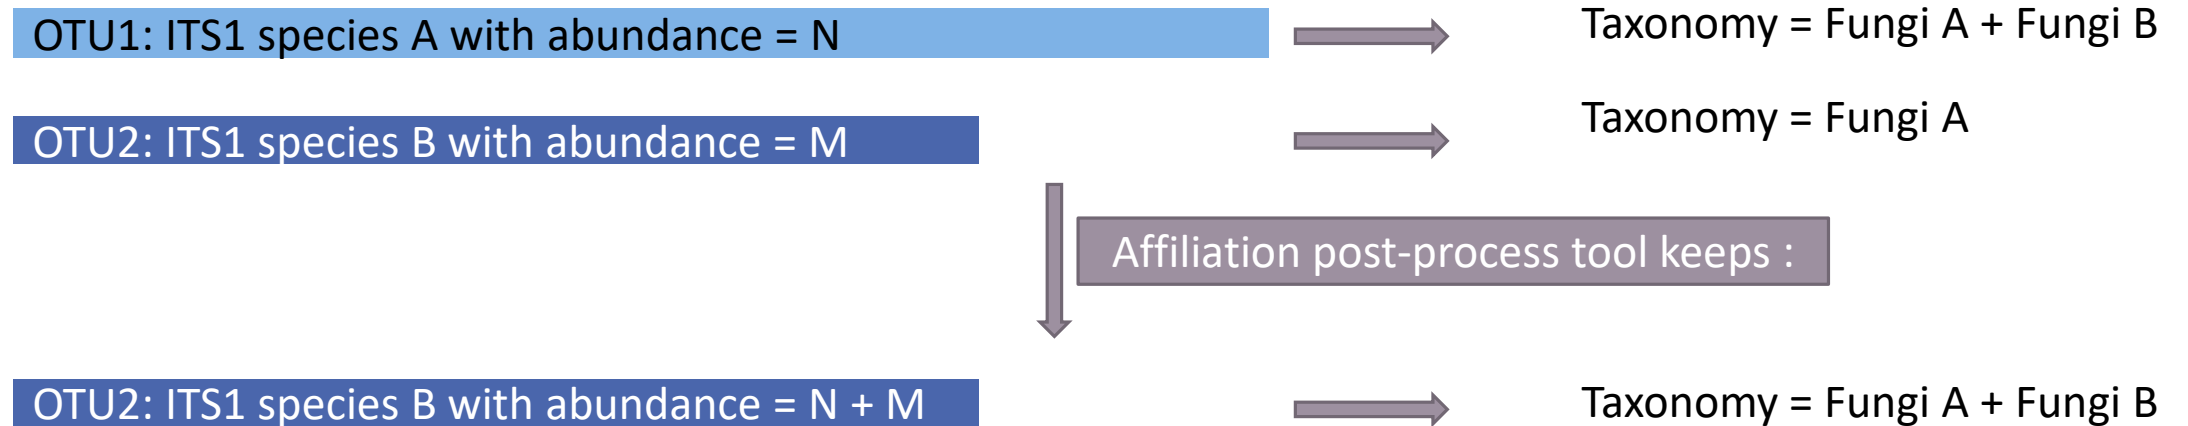 OTU1: ITS1 species A with abundance = N
Taxonomy = Fungi A + Fungi B
OTU2: ITS1 species B with abundance = M
Taxonomy = Fungi A
Affiliation post-process tool keeps :
OTU2: ITS1 species B with abundance = N + M
Taxonomy = Fungi A + Fungi B